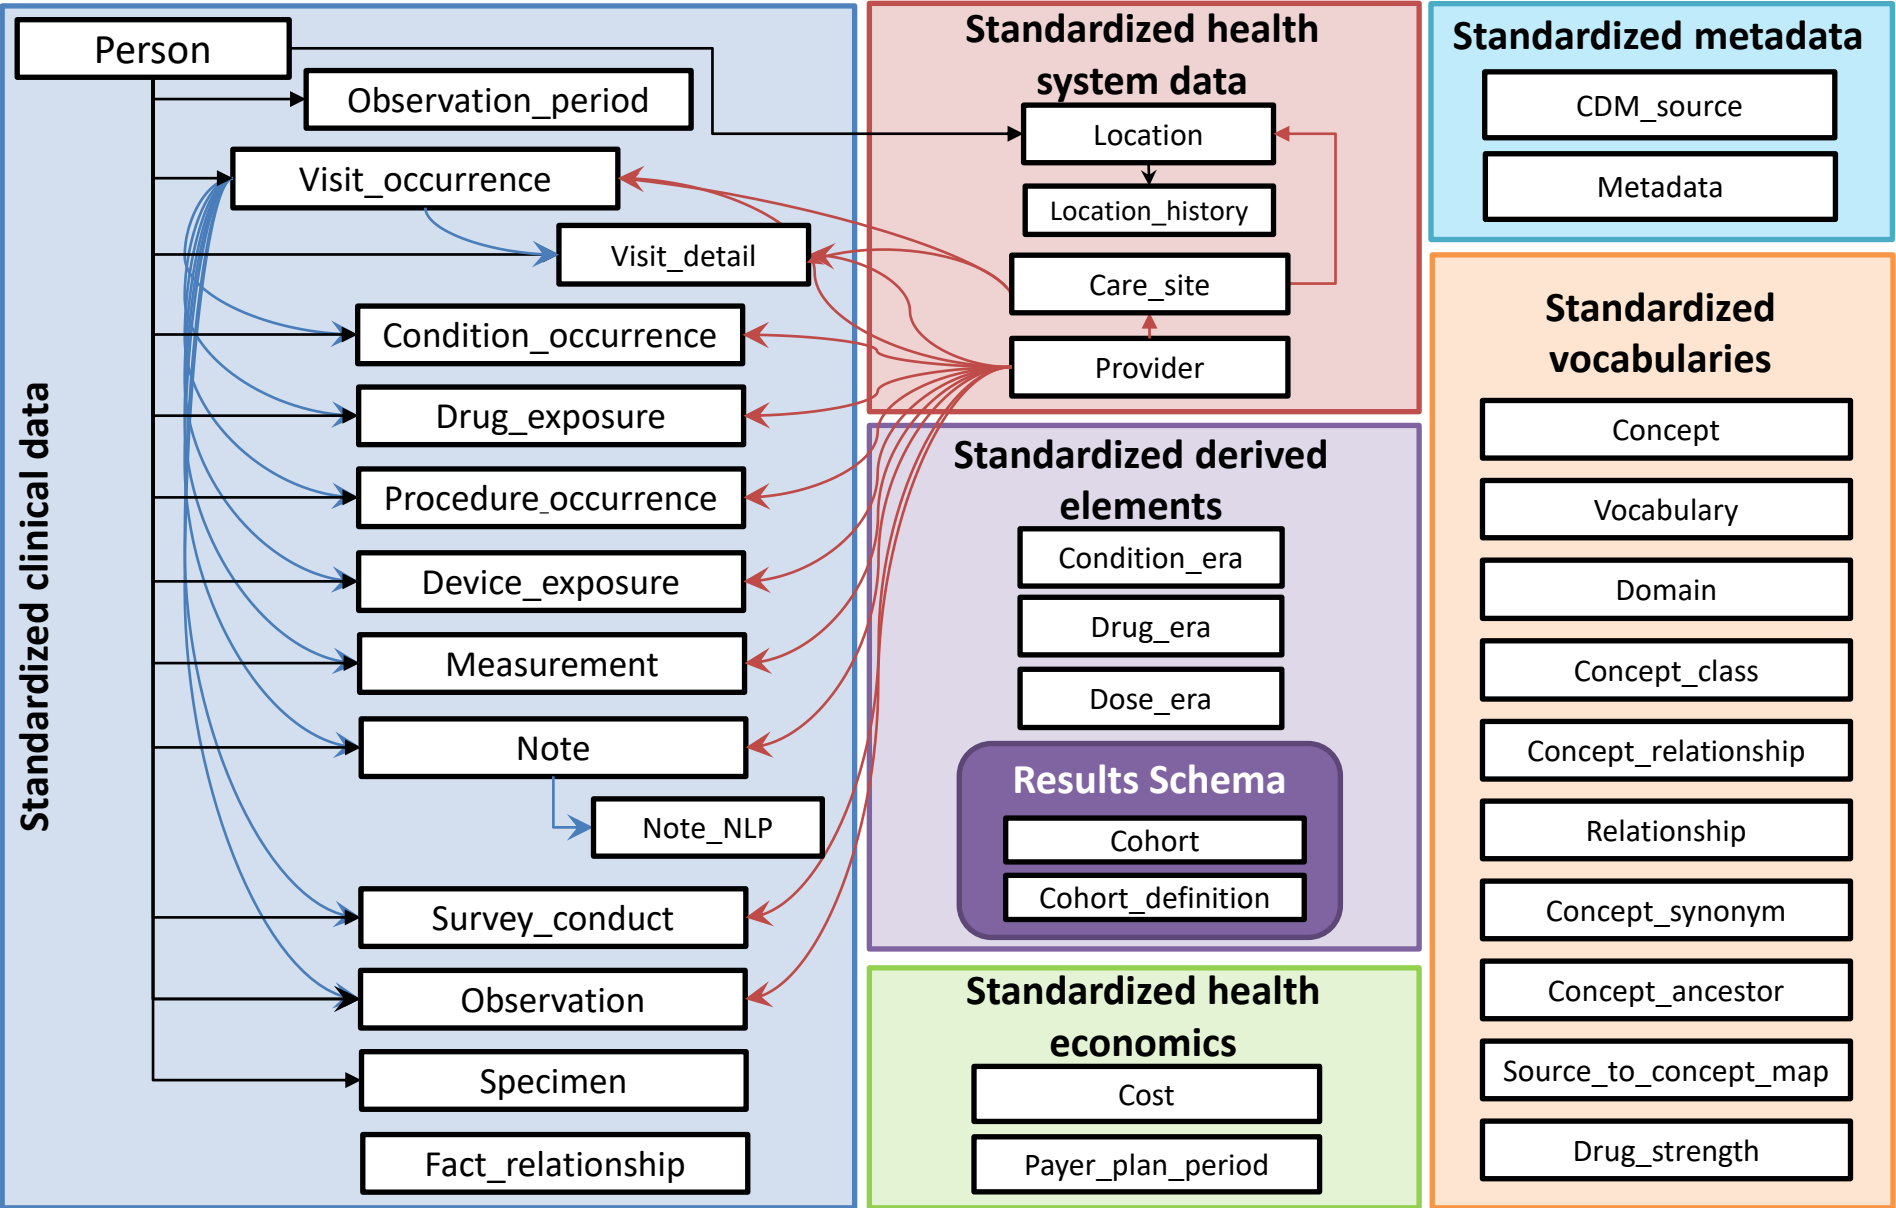 Standardized clinical data
Person
Observation_period
Visit_occurrence
Visit_detail
Condition_occurrence
Drug_exposure
Procedure_occurrence
Device_exposure
Measurement
Note
Note_NLP
Survey_conduct
Observation
Specimen
Fact_relationship
Standardized health
system data
Location
Location_history
Care_site
Provider
Standardized derived
elements
Condition_era
Drug_era
Dose_era
Results Schema
Cohort
Cohort_definition
Standardized health
economics
Cost
Payer_plan_period
Standardized metadata
CDM_source
Metadata
Standardized
vocabularies
Concept
Vocabulary
Domain
Concept_class
Concept_relationship
Relationship
Concept_synonym
Concept_ancestor
Source_to_concept_map
Drug_strength